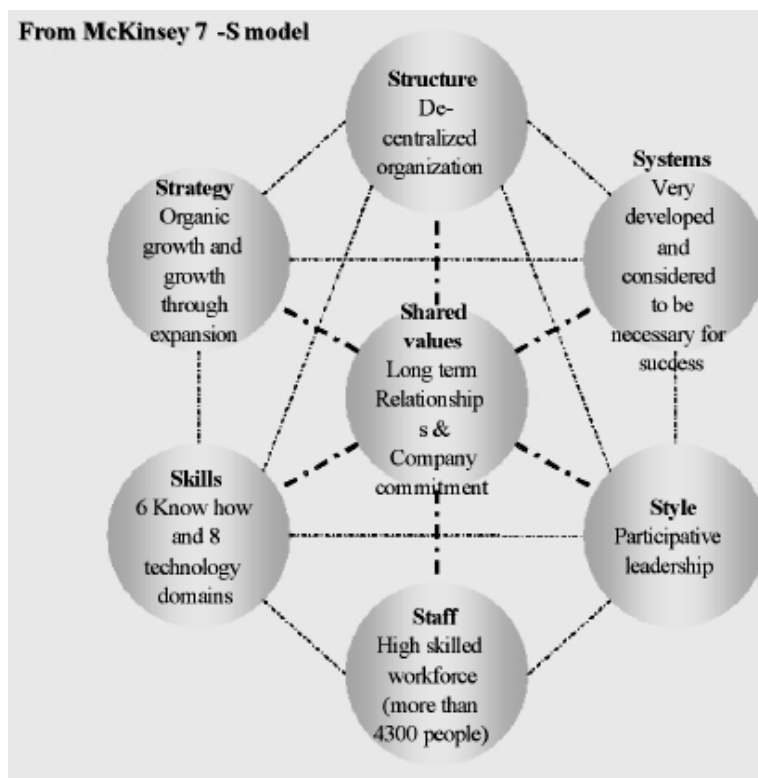 From McKinsey 7 -S model
Structure
De-
centralized
organization
Systems
Very
developed
and
considered
to be
necessary for
success
Strategy
Organic
growth and
growth
through
expansion
Shared
values
Long term
Relationship
s &
Company
commitment
Skills
6 Know how
and 8
technology
domains
Style
Participative
leadership
Staff
High skilled
workforce
(more than
4300 people)